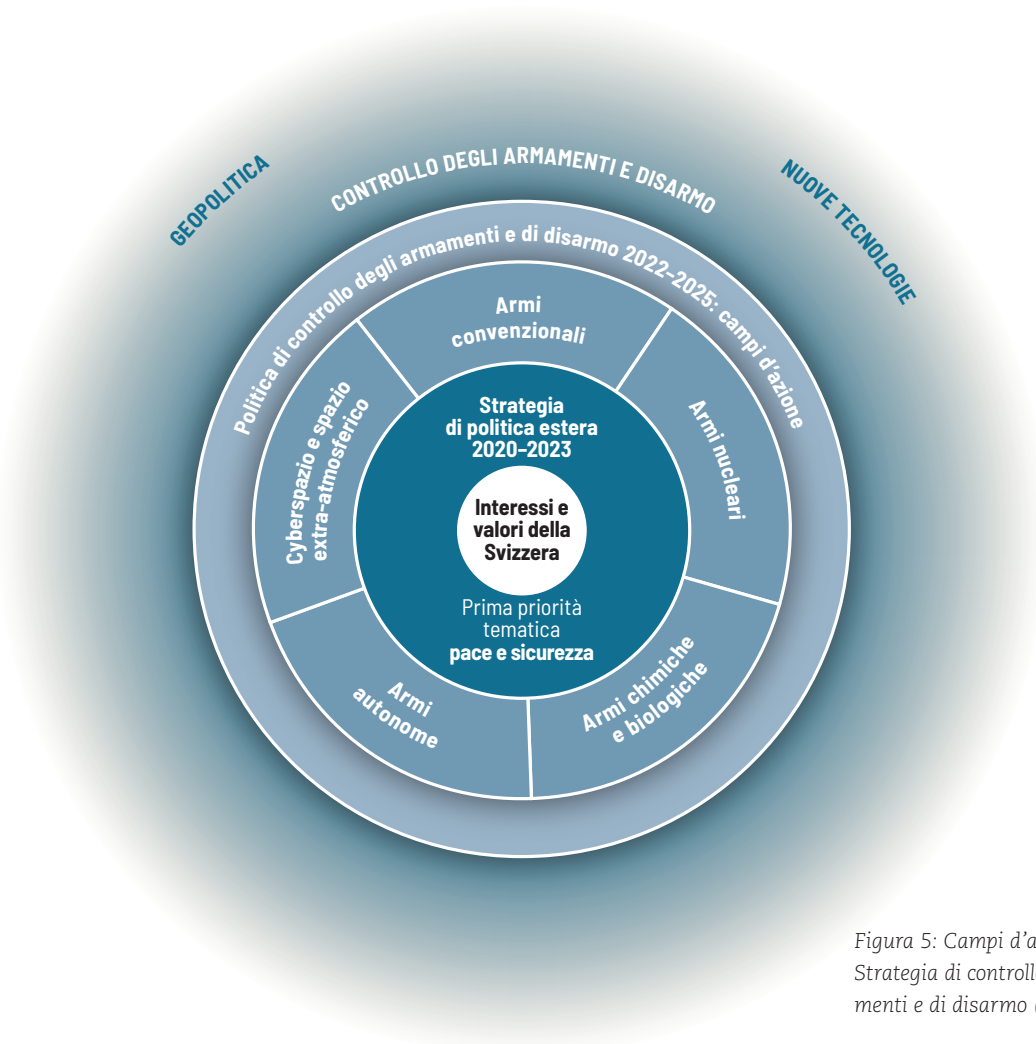 GEOPOLITICA
CONTROLLO DEGLI ARMAMENTI E DISARMO
NUOVE TECNOLOGIE
Politica di controllo degli armamenti e di disarmo 2022–2025: campi d'azione
Armi
convenzionali
Armi nucleari
Armi chimiche
e biologiche
Armi
autonome
Cyberspazio e spazio
extra-atmosferico
Strategia
di politica estera
2020–2023
Interessi e
valori della
Svizzera
Prima priorità
tematica
pace e sicurezza
Figura 5: Campi d'a
Strategia di controll
menti e di disarmo